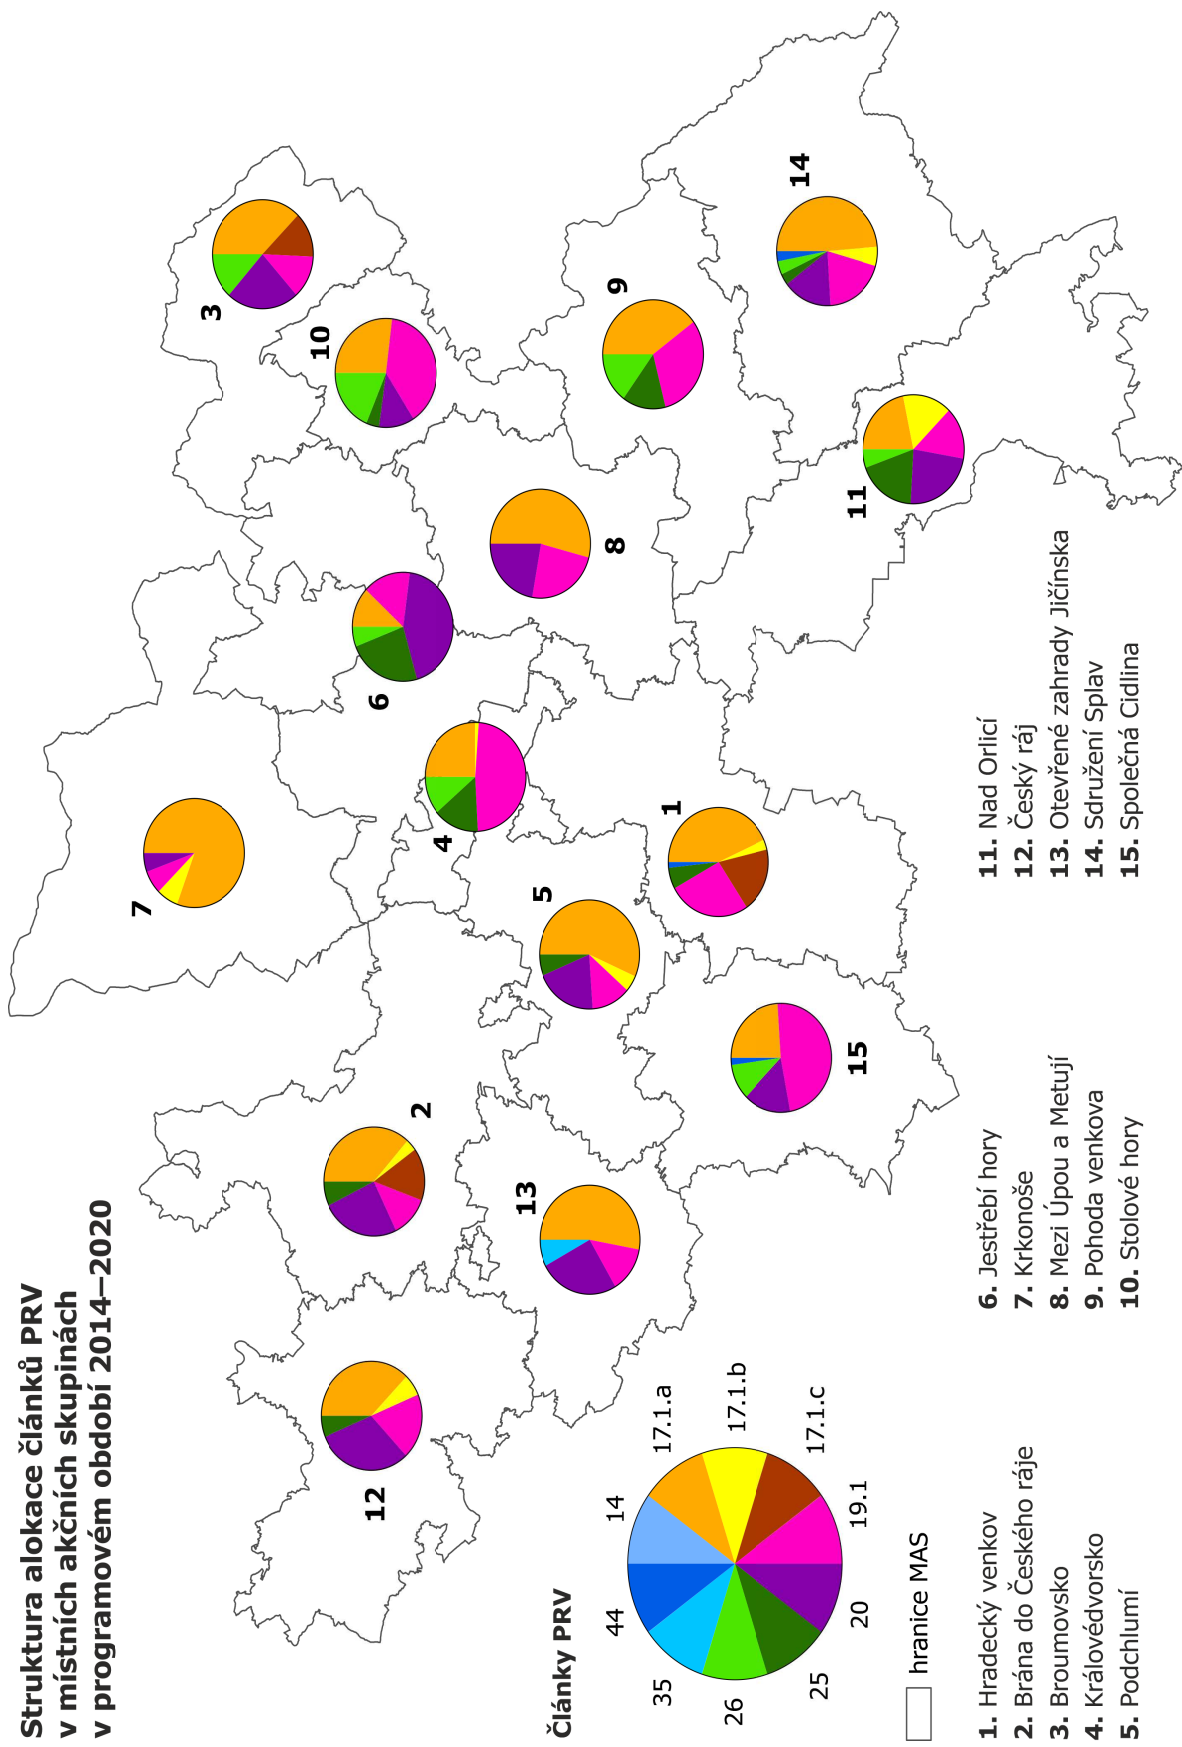 Struktura alokace článků PRV
v místních akčních skupinách
v programovém období 2014—2020
3
10
7
6
9
14
12
2
4
8
13
5
1
11
15
Články PRV
14
17.1.a
17.1.b
17.1.c
19.1
20
25
26
35
44
hranice MAS
1. Hradecký venkov
2. Brána do Českého ráje
3. Broumovsko
4. Královédvorsko
5. Podchlumí
6. Jestřebí hory
7. Krkonoše
8. Mezi Úpou a Metují
9. Pohoda venkova
10. Stolové hory
11. Nad Orlicí
12. Český ráj
13. Otevřené zahrady Jičínska
14. Sdružení Splav
15. Společná Cidlina